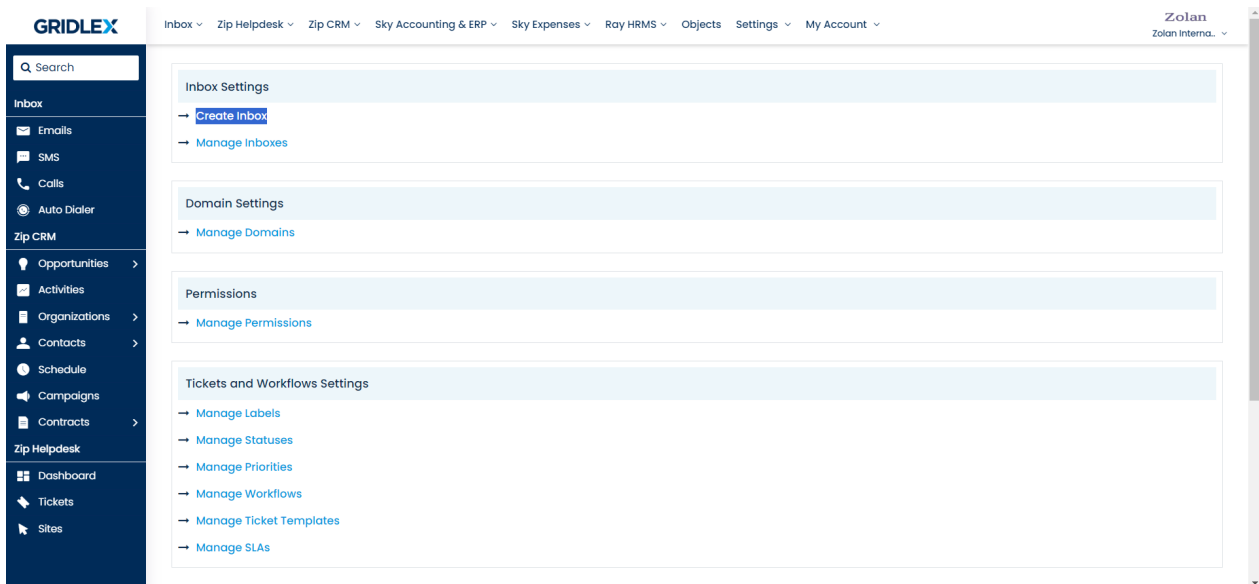 GRIDLEX
Inbox Zip Helpdesk Zip CRM Sky Accounting & ERP Sky Expenses Ray HRMS Objects Settings My Account
Zolan
Zolan Interna..
Search
Inbox
Emails
SMS
Calls
Auto Dialer
Zip CRM
Opportunities
Activities
Organizations
Contacts
Schedule
Campaigns
Contracts
Zip Helpdesk
Dashboard
Tickets
Sites
Inbox Settings
→ Create Inbox
→ Manage Inboxes
Domain Settings
→ Manage Domains
Permissions
→ Manage Permissions
Tickets and Workflows Settings
→ Manage Labels
→ Manage Statuses
→ Manage Priorities
→ Manage Workflows
→ Manage Ticket Templates
→ Manage SLAs